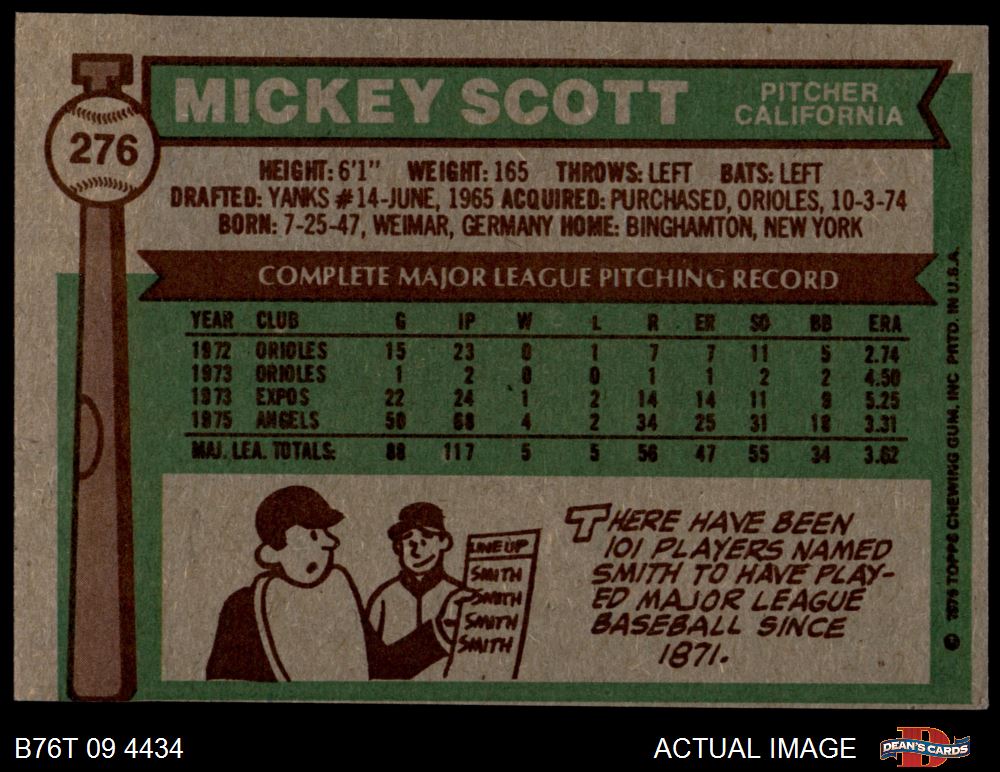 276
MICKEY SCOTT
PITCHER
CALIFORNIA
HEIGHT: 6'1" WEIGHT: 165 THROWS: LEFT BATS: LEFT
DRAFTED: YANKS #14-JUNE, 1965 ACQUIRED: PURCHASED, ORIOLES, 10-3-74
BORN: 7-25-47, WEIMAR, GERMANY HOME: BINGHAMTON, NEW YORK
COMPLETE MAJOR LEAGUE PITCHING RECORD
YEAR CLUB G IP W L R ER SO BB ERA
1972 ORIOLES 15 23 0 1 7 7 11 5 2.74
1973 ORIOLES 1 2 0 0 1 1 2 2 4.50
1973 EXPOS 22 24 1 2 14 14 11 9 5.25
1975 ANGELS 50 68 4 2 34 25 31 18 3.31
MAJ. LEA. TOTALS: 88 117 5 5 56 47 55 34 3.62
LINEUP
SMITH
SMITH
SMITH
SMITH
THERE HAVE BEEN
101 PLAYERS NAMED
SMITH TO HAVE PLAY-
ED MAJOR LEAGUE
BASEBALL SINCE
1871.
© 1976 TOPPS CHEWING GUM, INC PRTD. IN U.S.A.
B76T 09 4434
ACTUAL IMAGE
D
DEAN'S CARDS